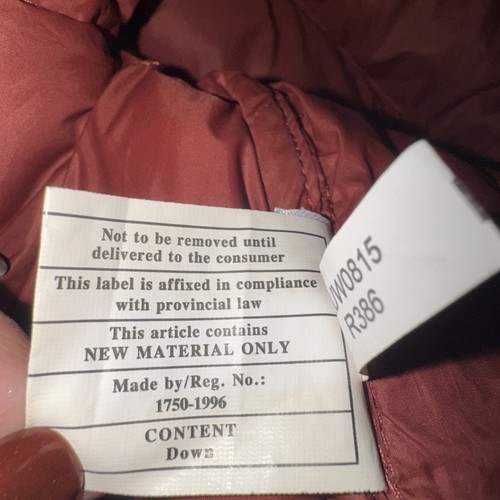 Not to be removed until
delivered to the consumer
This label is affixed in compliance
with provincial law
This article contains
NEW MATERIAL ONLY
Made by/Reg. No.:
1750-1996
CONTENT
Down
R386